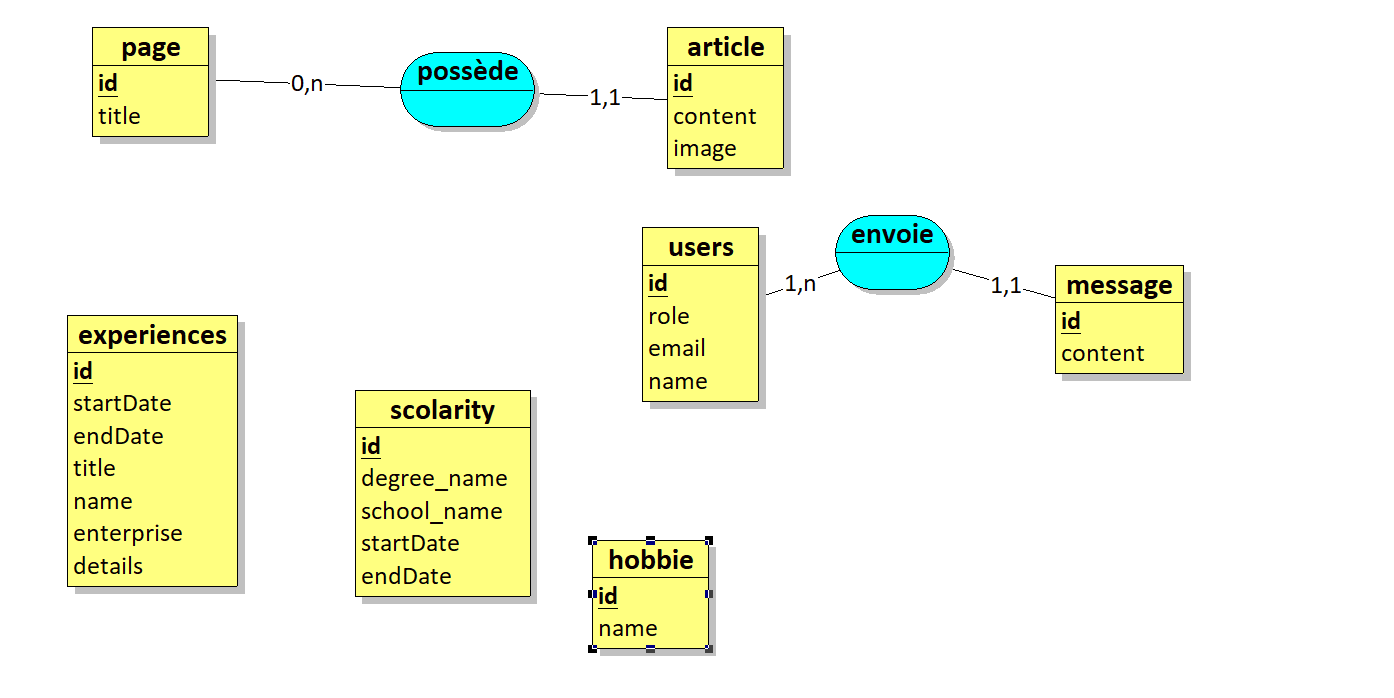 page
id
title
0,n
possède
1,1
article
id
content
image
users
id
role
email
name
1,n
envoie
1,1
message
id
content
experiences
id
startDate
endDate
title
name
enterprise
details
scolarity
id
degree_name
school_name
startDate
endDate
hobbie
id
name